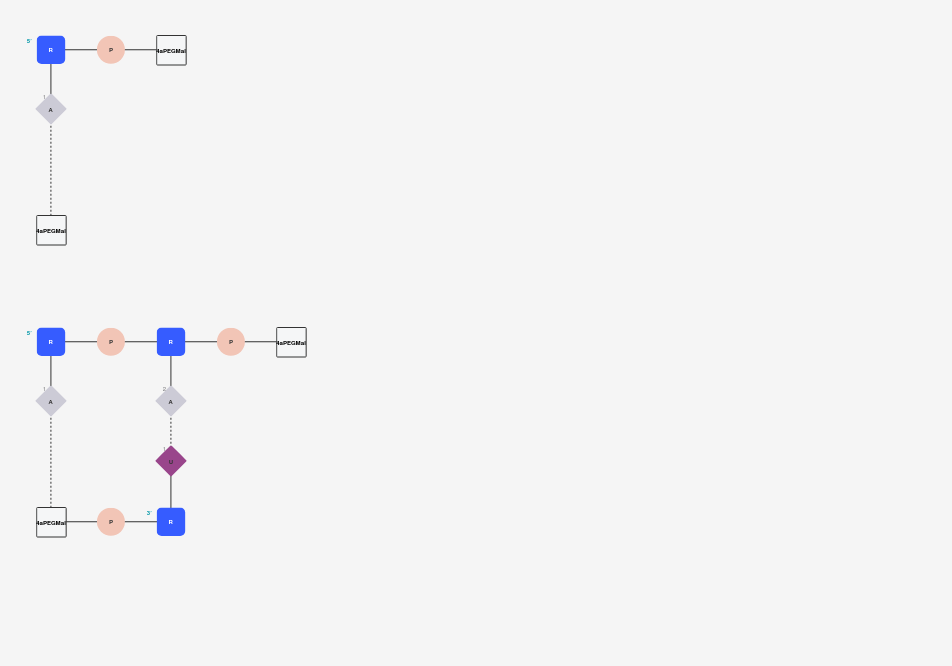 5' R P 4aPEGMal
1
A
4aPEGMal
5' R P R P 4aPEGMal
1 2
A A
1
U
3'
4aPEGMal P R